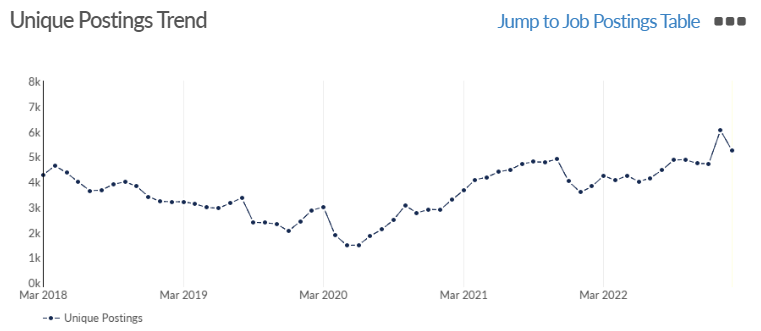 Unique Postings Trend
Jump to Job Postings Table
8k
7k
6k
5k
4k
3k
2k
1k
0k
Mar 2018
Mar 2019
Mar 2020
Mar 2021
Mar 2022
Unique Postings